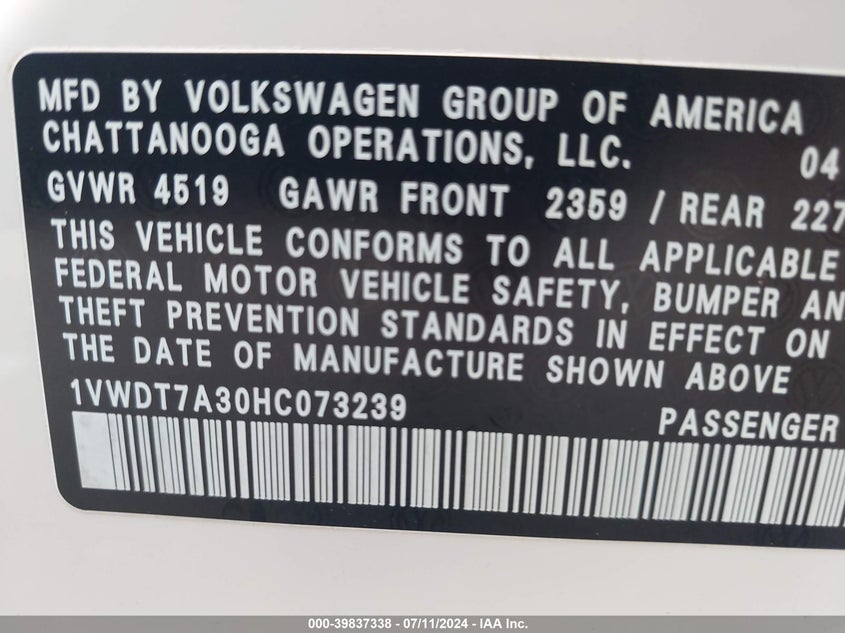 MFD BY VOLKSWAGEN GROUP OF AMERICA
CHATTANOOGA OPERATIONS, LLC. 04
GVWR 4519 GAWR FRONT 2359 / REAR 227
THIS VEHICLE CONFORMS TO ALL APPLICABLE
FEDERAL MOTOR VEHICLE SAFETY, BUMPER AN
THEFT PREVENTION STANDARDS IN EFFECT ON
THE DATE OF MANUFACTURE SHOWN ABOVE
1VWDT7A30HC073239 PASSENGER
000-39837338 - 07/11/2024 - IAA Inc.